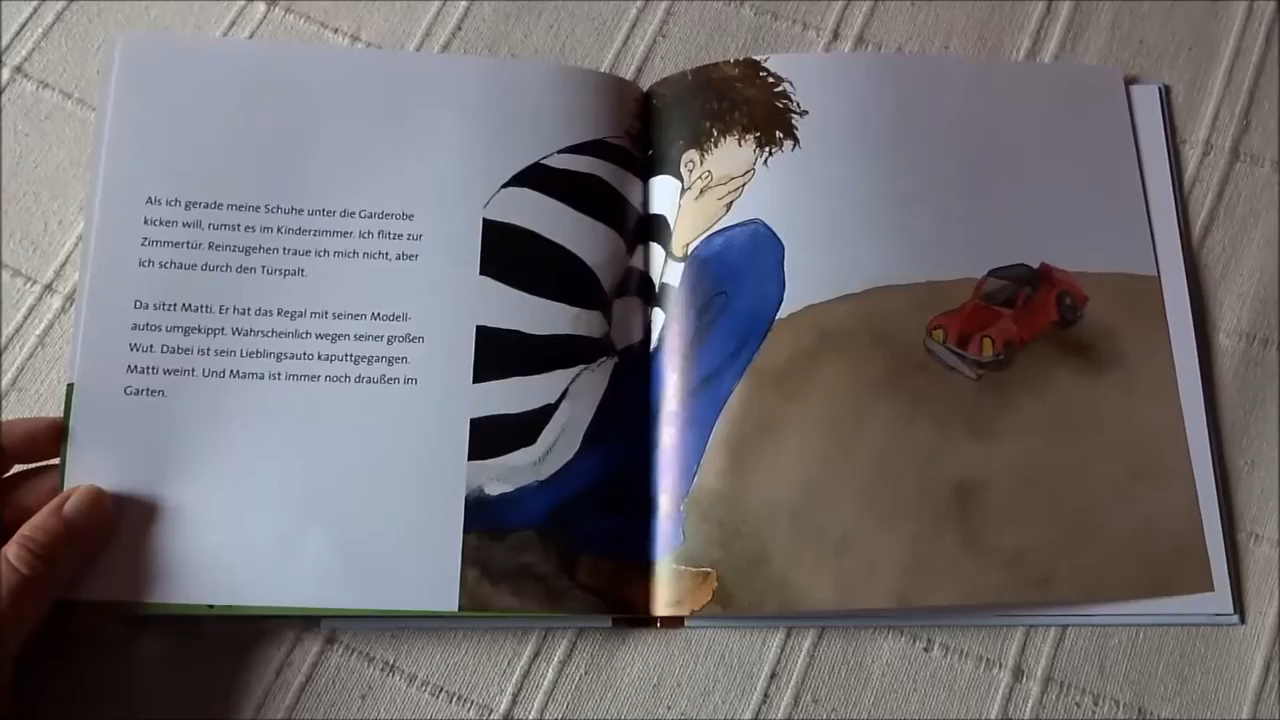 Als ich gerade meine Schuhe unter die Garderobe
kicken will, rumst es im Kinderzimmer. Ich flitze zur
Zimmertür. Reinzugehen traue ich mich nicht, aber
ich schaue durch den Türspalt.
Da sitzt Matti. Er hat das Regal mit seinen Modell-
autos umgekippt. Wahrscheinlich wegen seiner großen
Wut. Dabei ist sein Lieblingsauto kaputtgegangen.
Matti weint. Und Mama ist immer noch draußen im
Garten.